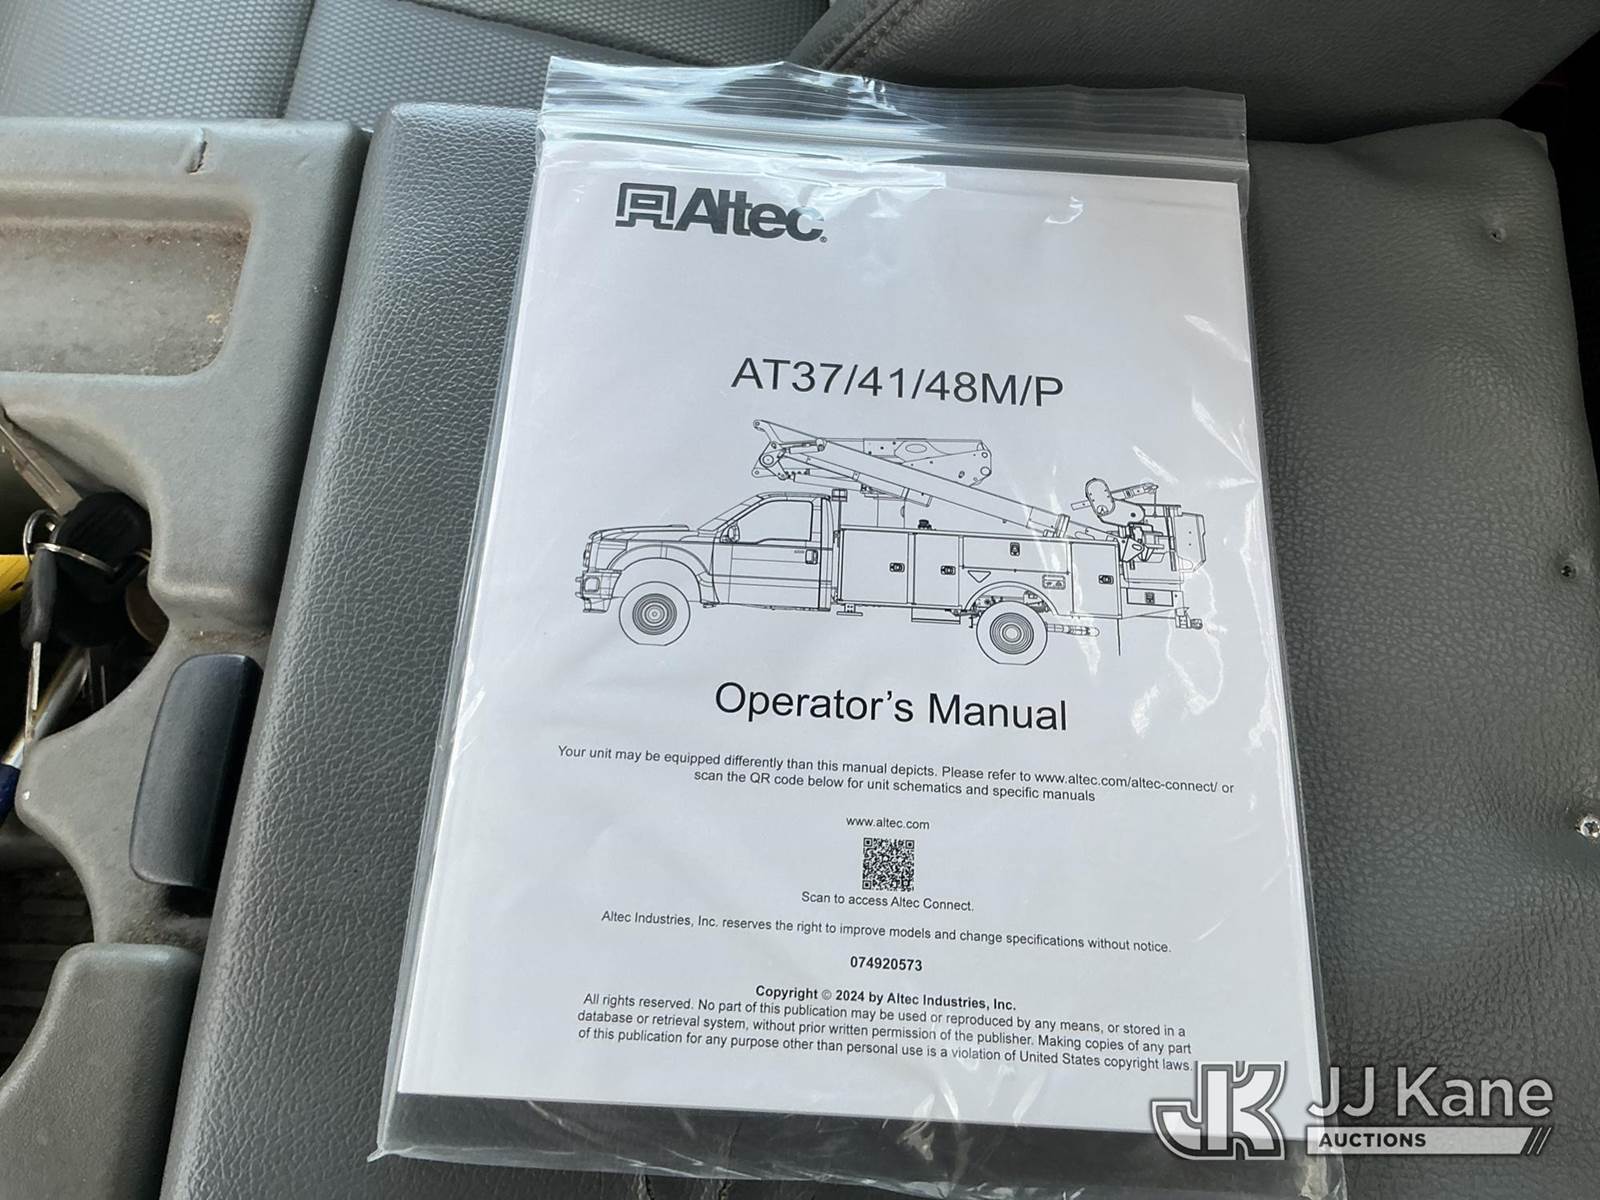 Altec®
AT37/41/48M/P
Operator's Manual
Your unit may be equipped differently than this manual depicts. Please refer to www.altec.com/altec-connect/ or
scan the QR code below for unit schematics and specific manuals
www.altec.com
Scan to access Altec Connect.
Altec Industries, Inc. reserves the right to improve models and change specifications without notice.
074920573
Copyright © 2024 by Altec Industries, Inc.
All rights reserved. No part of this publication may be used or reproduced by any means, or stored in a
database or retrieval system, without prior written permission of the publisher. Making copies of any part
of this publication for any purpose other than personal use is a violation of United States copyright laws.
JK JJ Kane
AUCTIONS